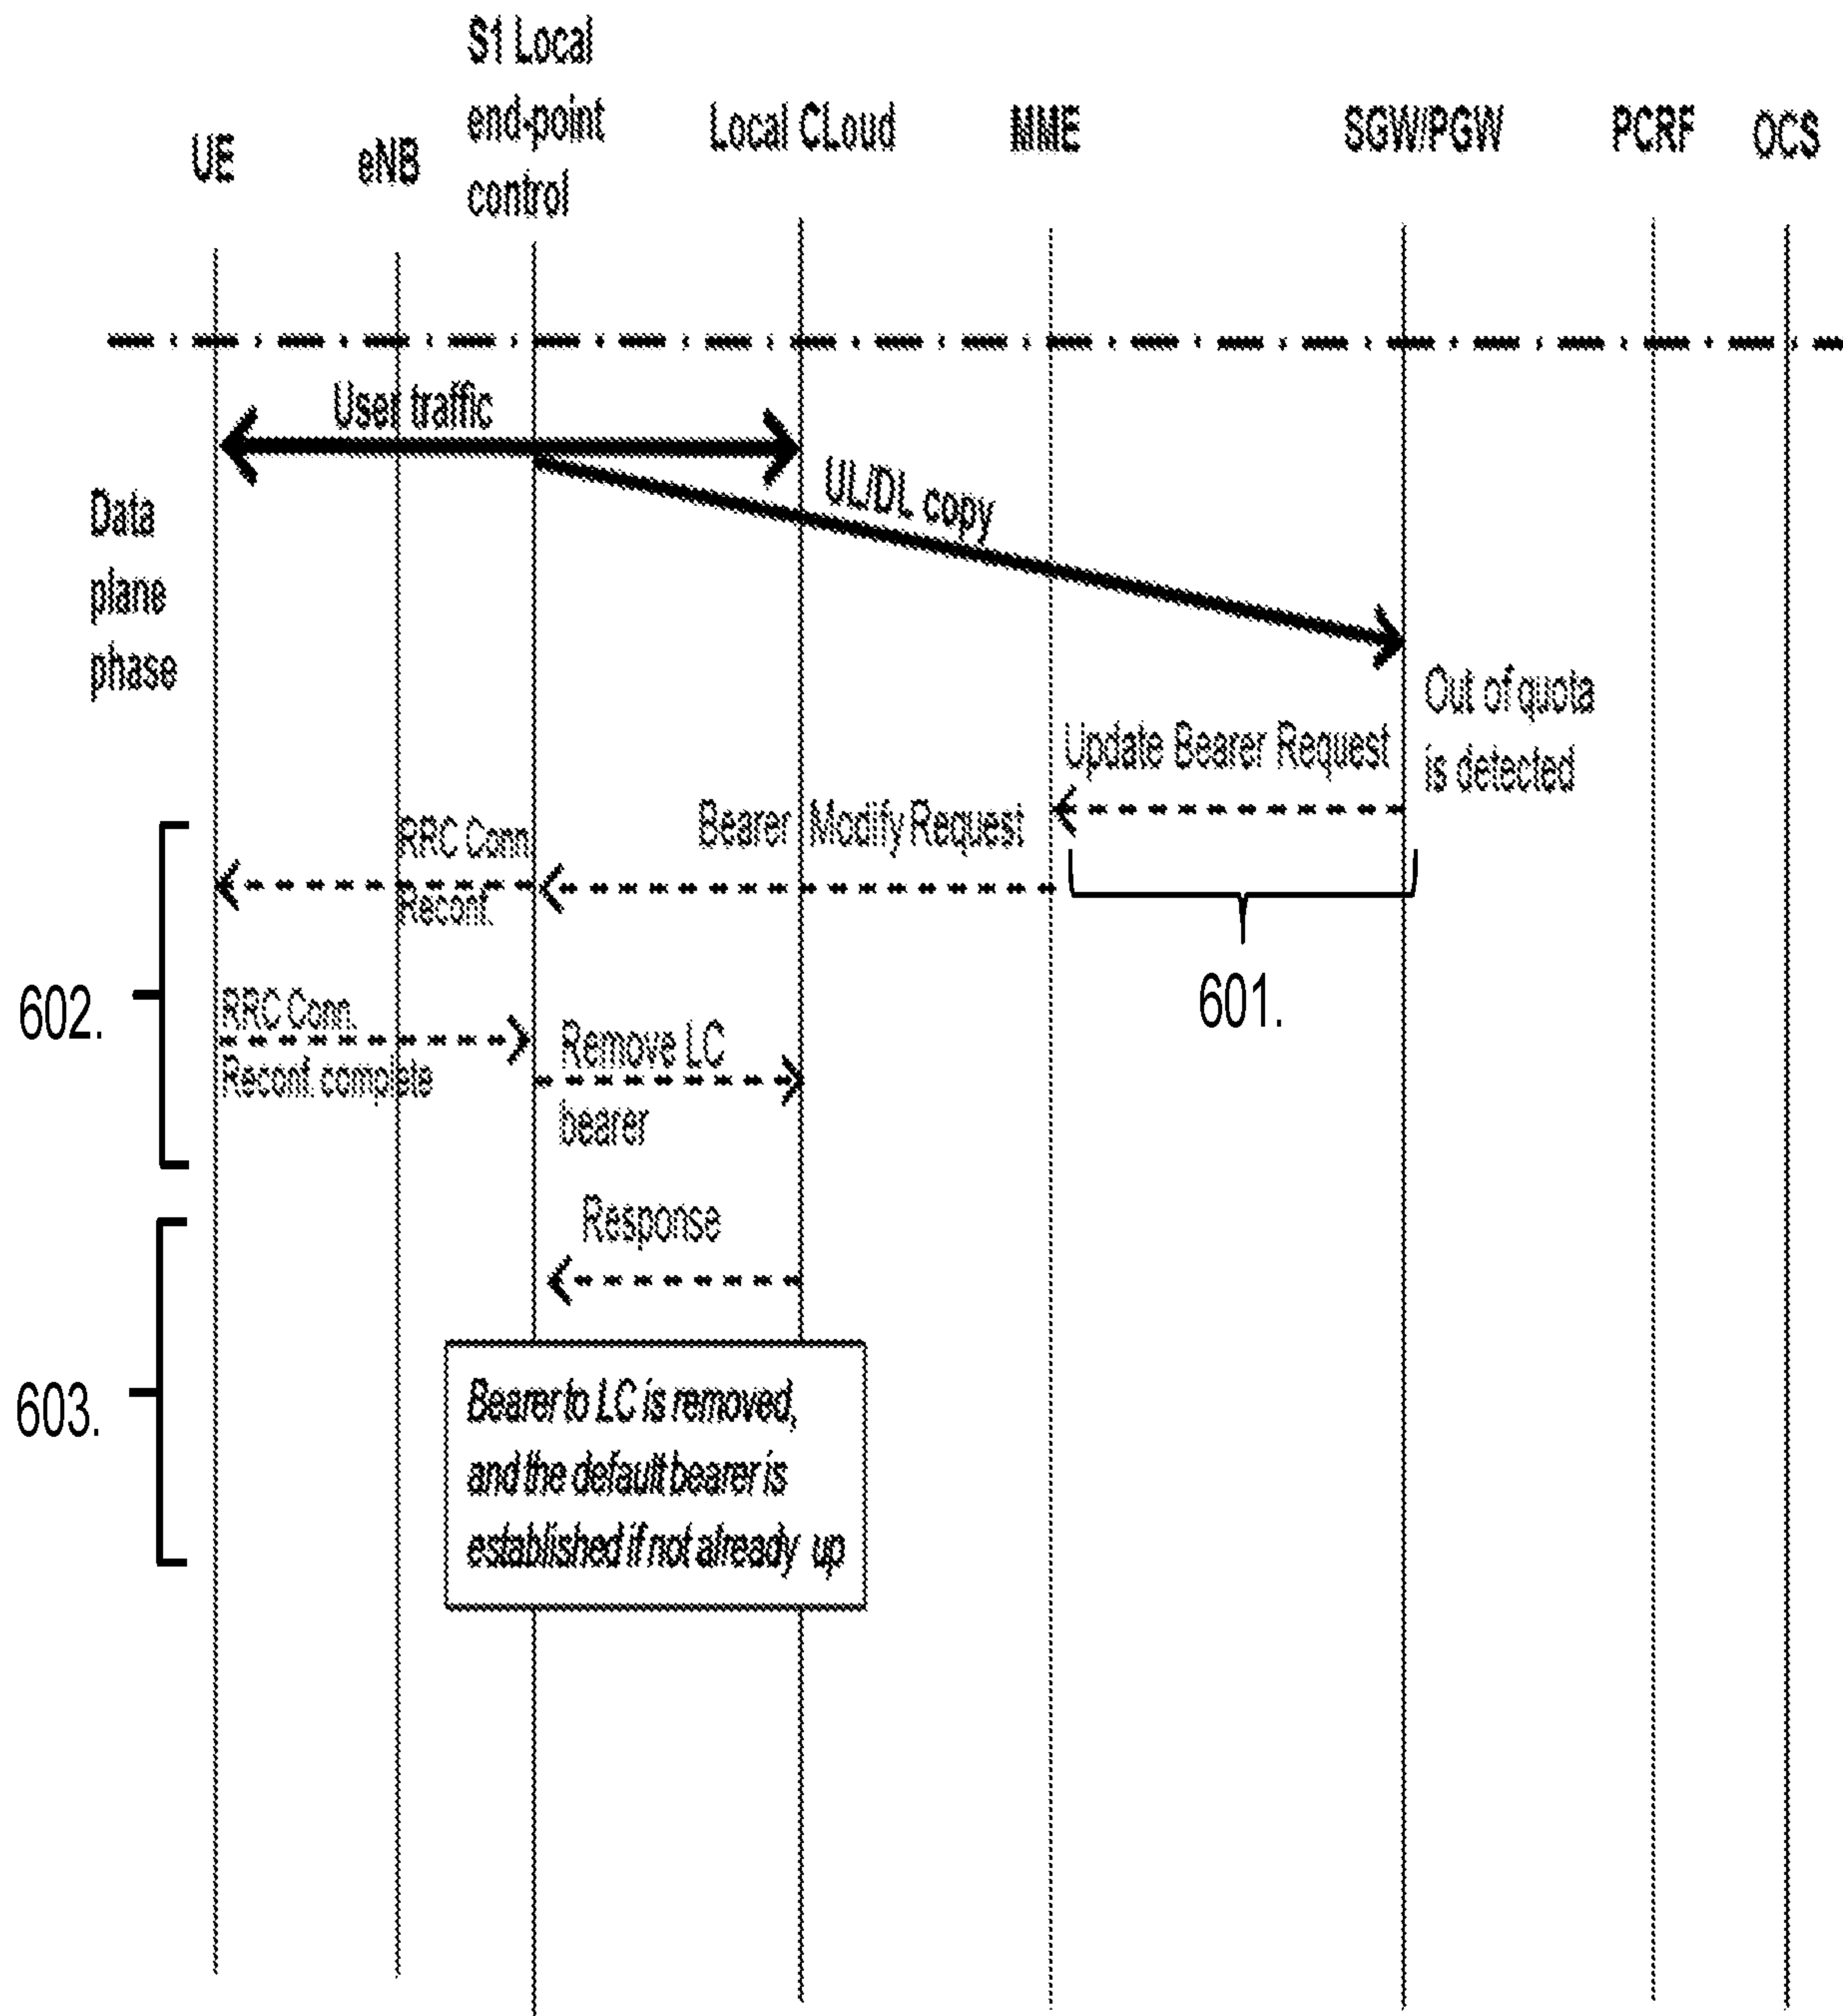 S1 Local
end-point
control
UE
eNB
Local CLoud
MME
SGW/PGW
PCRF
OCS
User traffic
UL/DL copy
Data
plane
phase
Out of quota
is detected
Update Bearer Request
Bearer Modify Request
RRC Conn
Reconf.
601.
602.
RRC Conn.
Reconf. complete
Remove LC
bearer
Response
603.
Bearer to LC is removed,
and the default bearer is
established if not already up